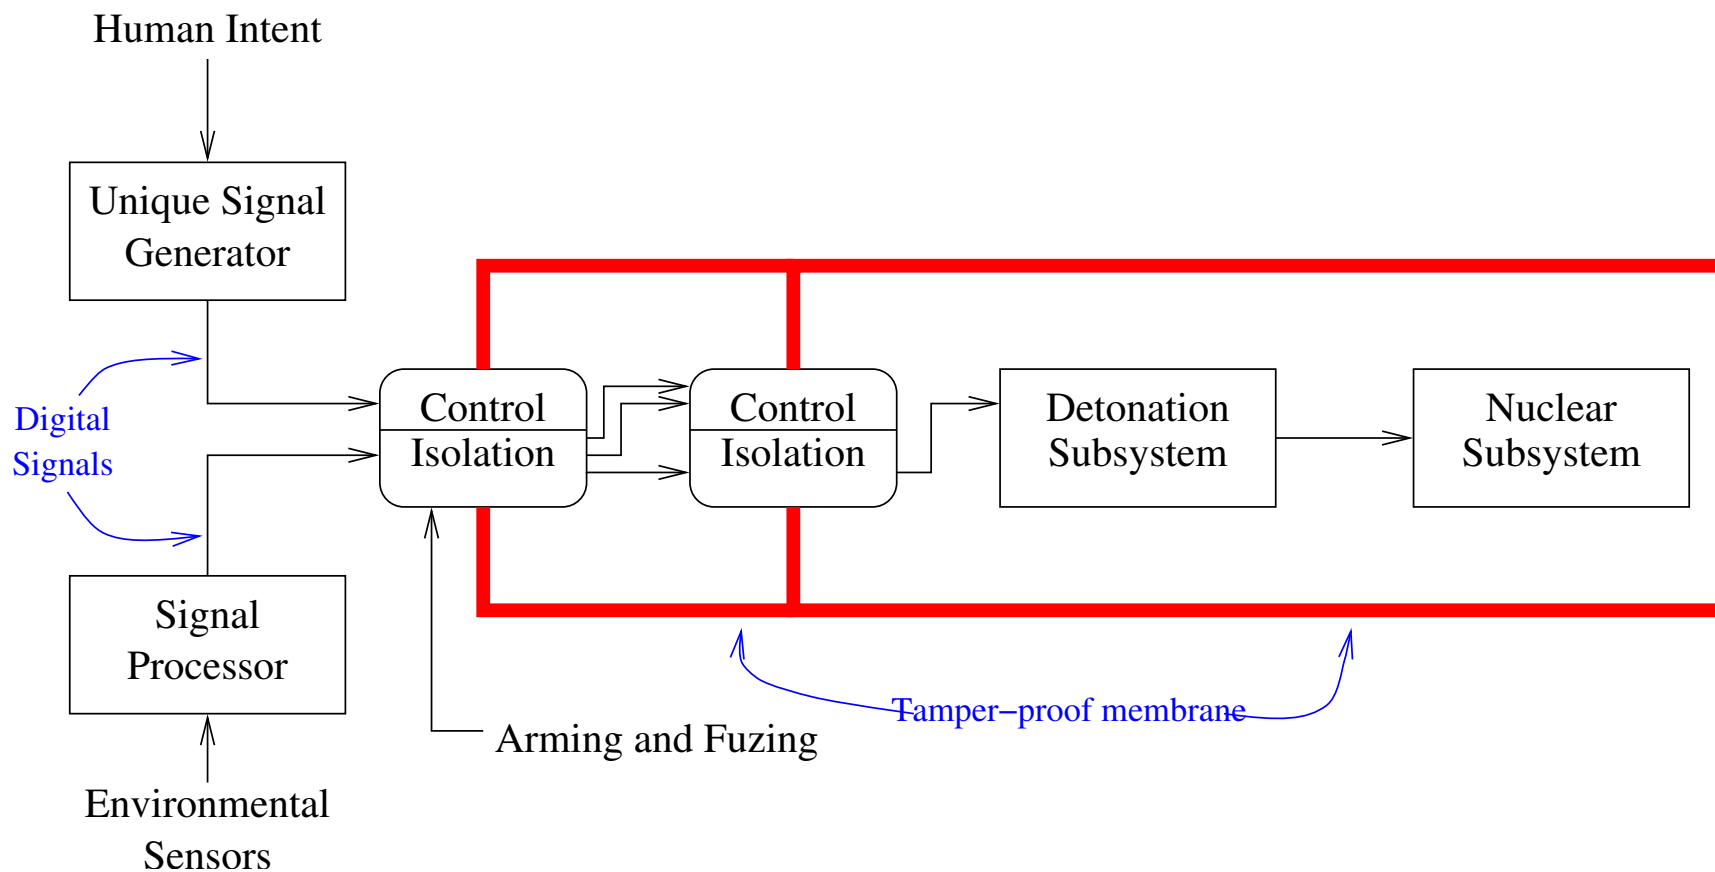 Human Intent
Unique Signal
Generator
Digital
Signals
Control
Isolation
Control
Isolation
Detonation
Subsystem
Nuclear
Subsystem
Signal
Processor
Tamper−proof membrane
Arming and Fuzing
Environmental
Sensors